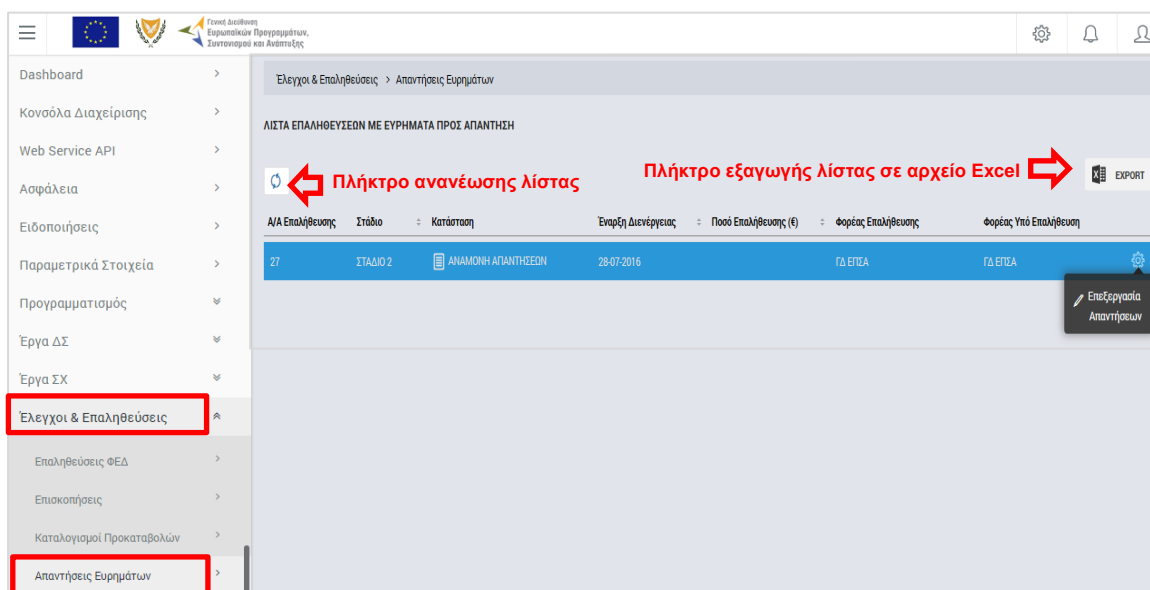 Γενική Διεύθυνση
Ευρωπαϊκών Προγραμμάτων,
Συντονισμού και Ανάπτυξης
Dashboard
Κονσόλα Διαχείρισης
Web Service API
Ασφάλεια
Ειδοποιήσεις
Παραμετρικά Στοιχεία
Προγραμματισμός
Έργα ΔΣ
Έργα ΣΧ
Έλεγχοι & Επαληθεύσεις
Επαληθεύσεις ΦΕΔ
Επισκοπήσεις
Καταλογισμοί Προκαταβολών
Απαντήσεις Ευρημάτων
Έλεγχοι & Επαληθεύσεις > Απαντήσεις Ευρημάτων
ΛΙΣΤΑ ΕΠΑΛΗΘΕΥΣΕΩΝ ΜΕ ΕΥΡΗΜΑΤΑ ΠΡΟΣ ΑΠΑΝΤΗΣΗ
Πλήκτρο ανανέωσης λίστας
Πλήκτρο εξαγωγής λίστας σε αρχείο Excel
EXPORT
Α/Α Επαλήθευσης Στάδιο Κατάσταση Έναρξη Διενέργειας Ποσό Επαλήθευσης (€) Φορέας Επαλήθευσης Φορέας Υπό Επαλήθευση
27 ΣΤΑΔΙΟ 2 ΑΝΑΜΟΝΗ ΑΠΑΝΤΗΣΕΩΝ 28-07-2016 ΓΔ ΕΠΣΑ ΓΔ ΕΠΣΑ
Επεξεργασία
Απαντήσεων